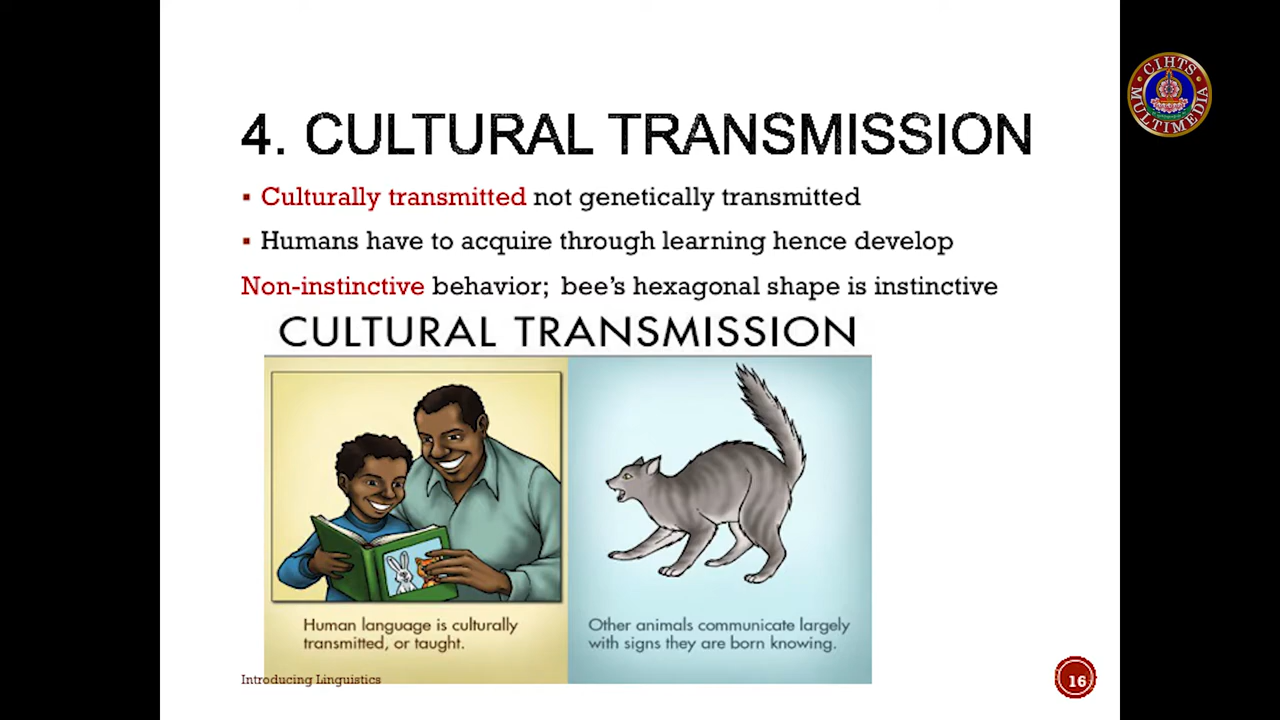 4. CULTURAL TRANSMISSION
▪ Culturally transmitted not genetically transmitted
▪ Humans have to acquire through learning hence develop
Non-instinctive behavior; bee's hexagonal shape is instinctive
CULTURAL TRANSMISSION
Human language is culturally
transmitted, or taught.
Other animals communicate largely
with signs they are born knowing.
Introducing Linguistics
16
CIHTS
MULTIMEDIA